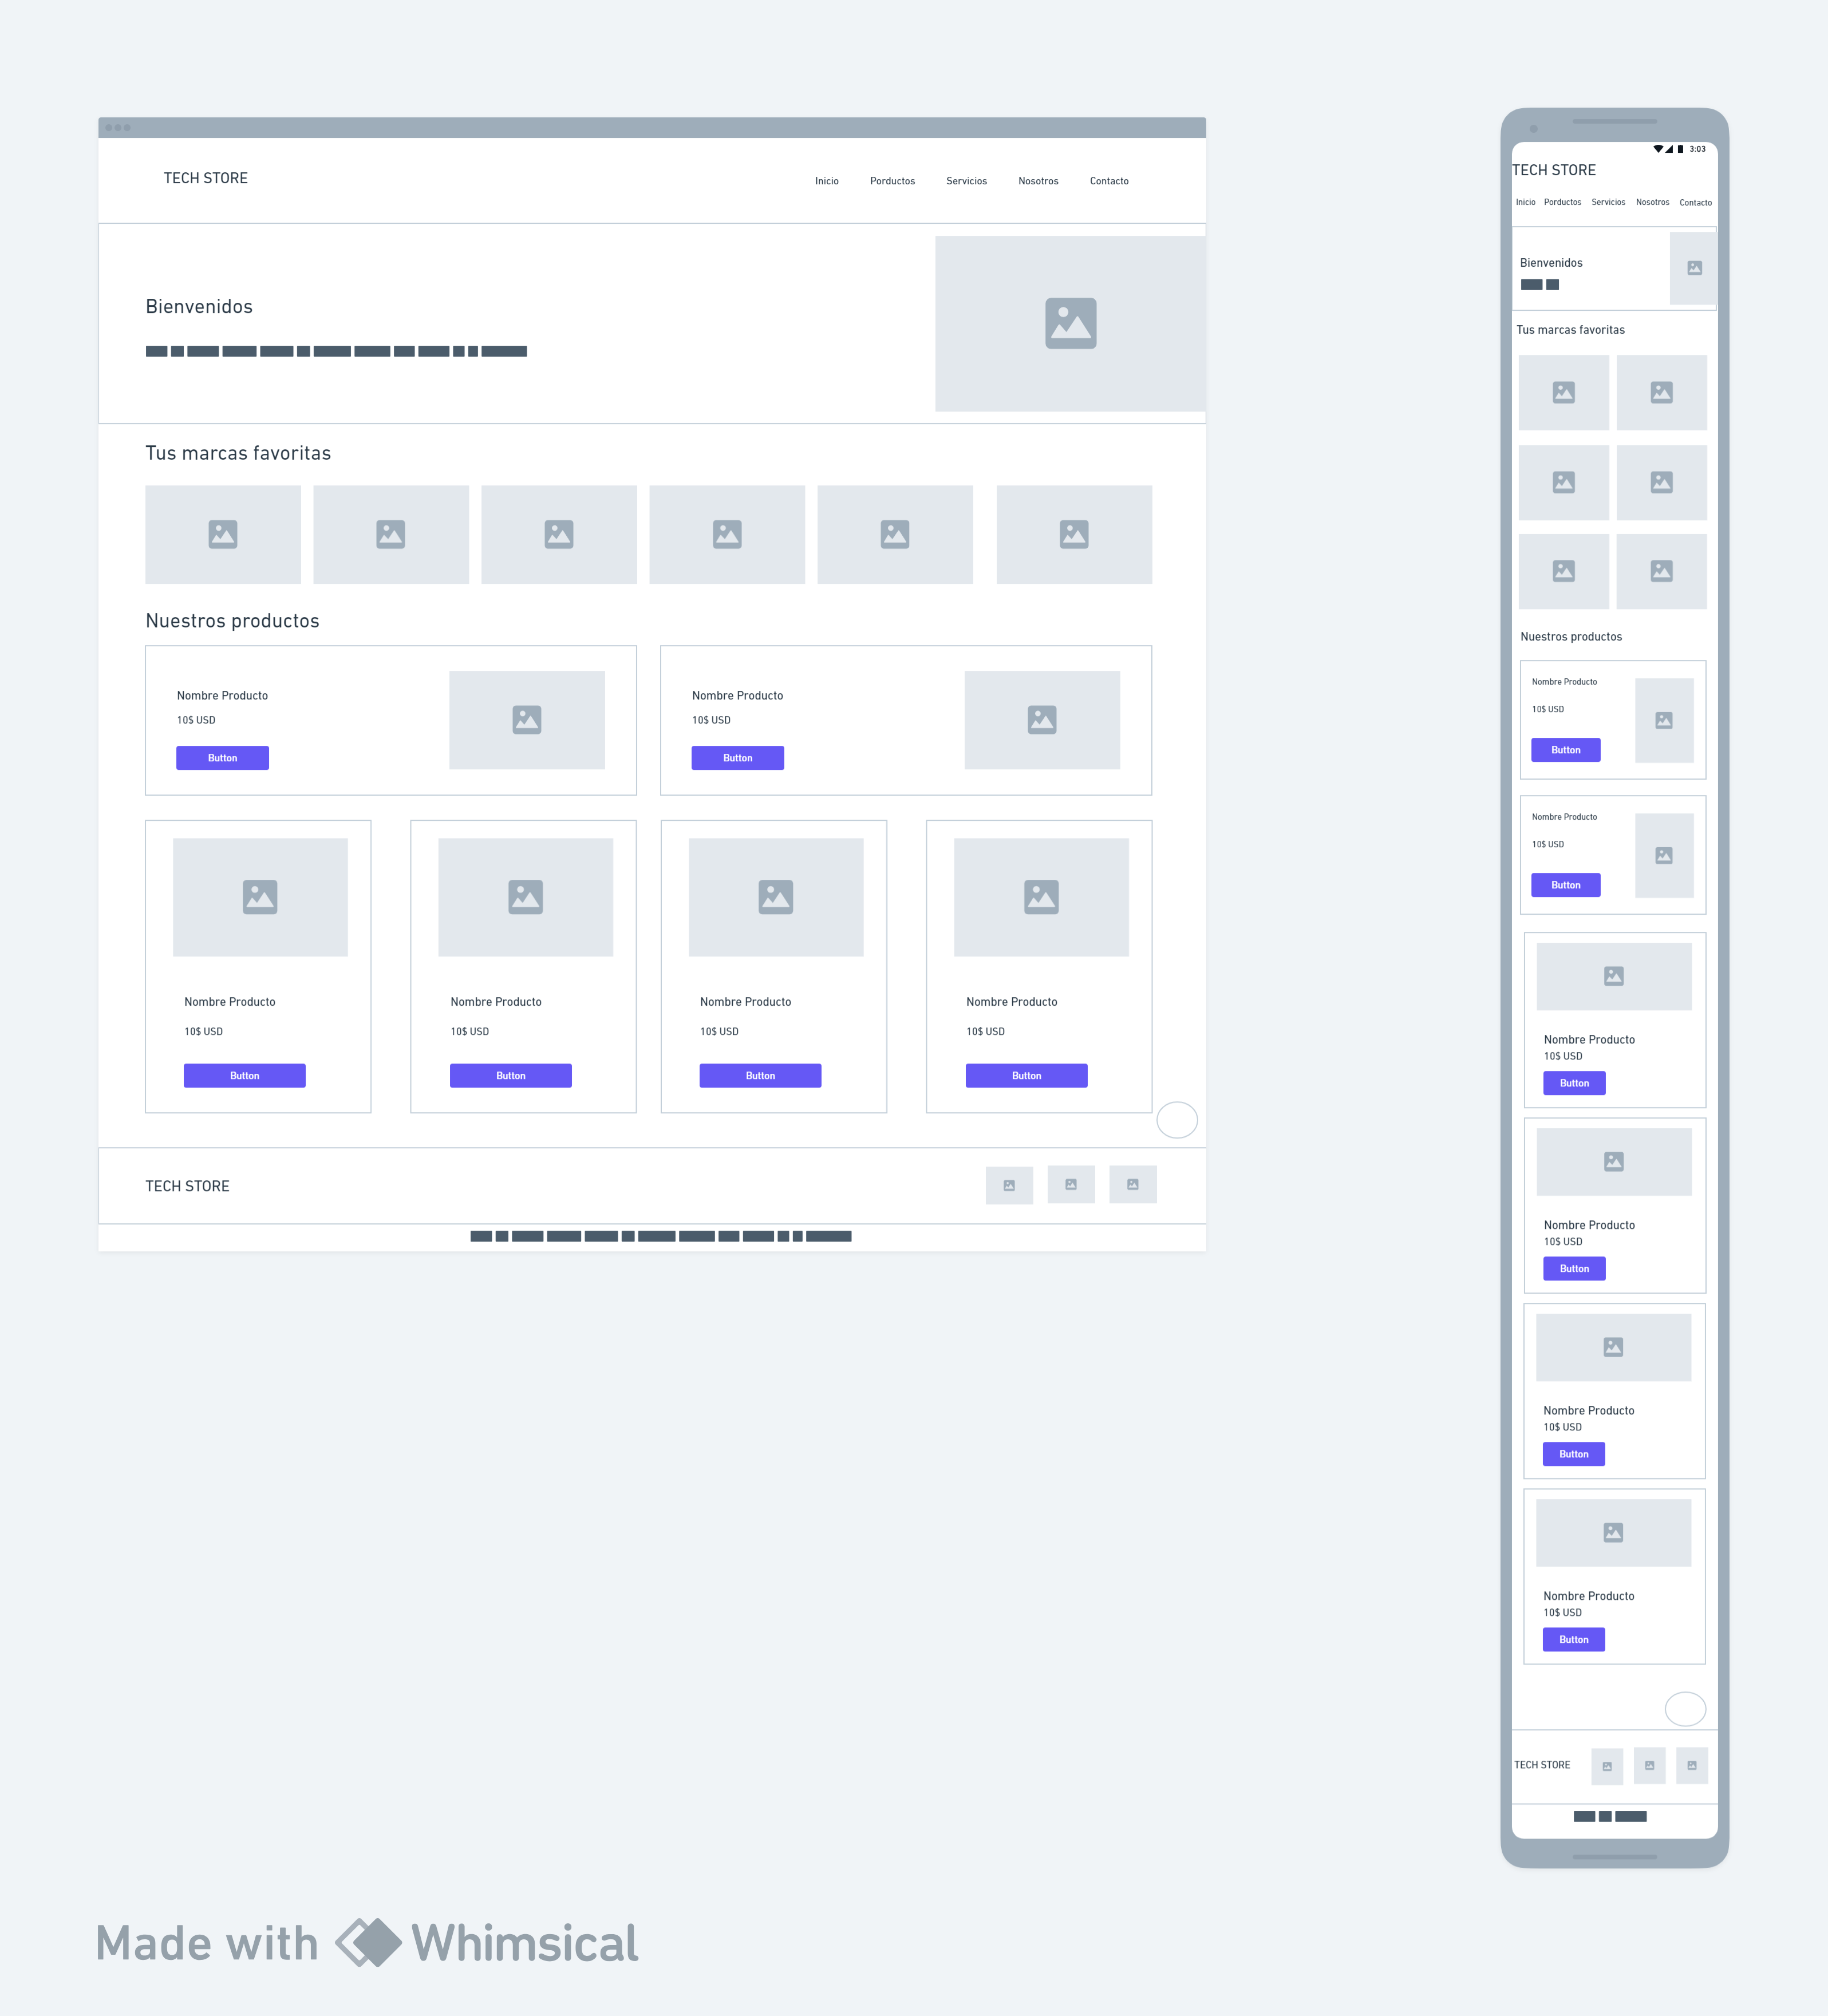 TECH STORE
Inicio Porductos Servicios Nosotros Contacto
Bienvenidos
Tus marcas favoritas
Nuestros productos
Nombre Producto
10$ USD
Button
Nombre Producto
10$ USD
Button
Nombre Producto
10$ USD
Button
Nombre Producto
10$ USD
Button
Nombre Producto
10$ USD
Button
Nombre Producto
10$ USD
Button
TECH STORE
3:03
TECH STORE
Inicio Porductos Servicios Nosotros Contacto
Bienvenidos
Tus marcas favoritas
Nuestros productos
Nombre Producto
10$ USD
Button
Nombre Producto
10$ USD
Button
Nombre Producto
10$ USD
Button
Nombre Producto
10$ USD
Button
Nombre Producto
10$ USD
Button
Nombre Producto
10$ USD
Button
TECH STORE
Made with Whimsical